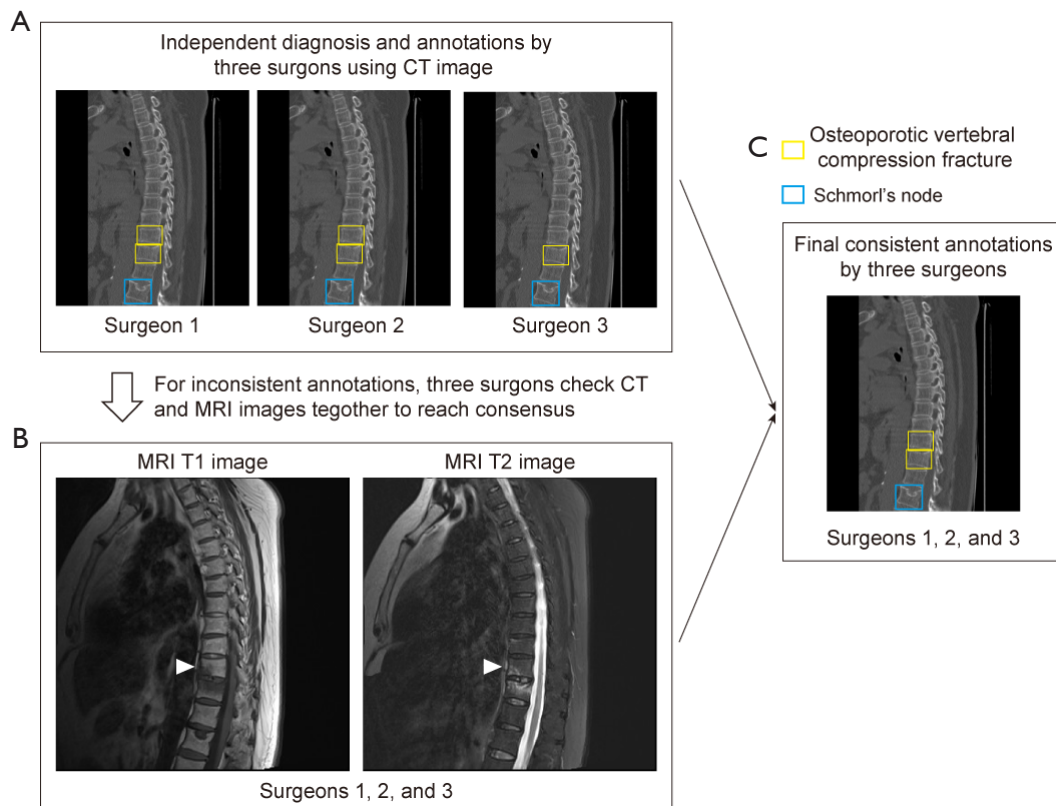 A
Independent diagnosis and annotations by
three surgons using CT image
Surgeon 1
Surgeon 2
Surgeon 3
For inconsistent annotations, three surgons check CT
and MRI images tegother to reach consensus
B
MRI T1 image
MRI T2 image
Surgeons 1, 2, and 3
C
Osteoporotic vertebral
compression fracture
Schmorl's node
Final consistent annotations
by three surgeons
Surgeons 1, 2, and 3